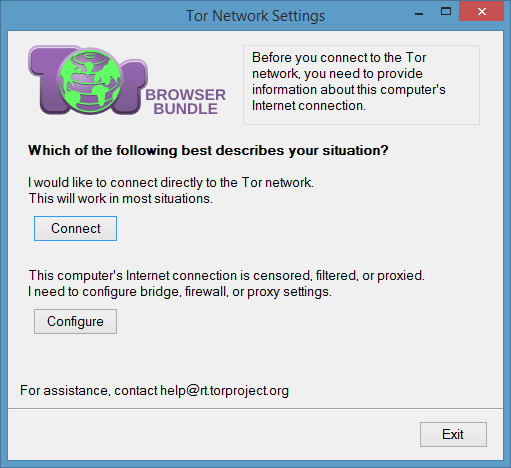 Tor Network Settings
Tor
BROWSER
BUNDLE
Before you connect to the Tor
network, you need to provide
information about this computer's
Internet connection.
Which of the following best describes your situation?
I would like to connect directly to the Tor network.
This will work in most situations.
Connect
This computer's Internet connection is censored, filtered, or proxied.
I need to configure bridge, firewall, or proxy settings.
Configure
For assistance, contact help@rt.torproject.org
Exit